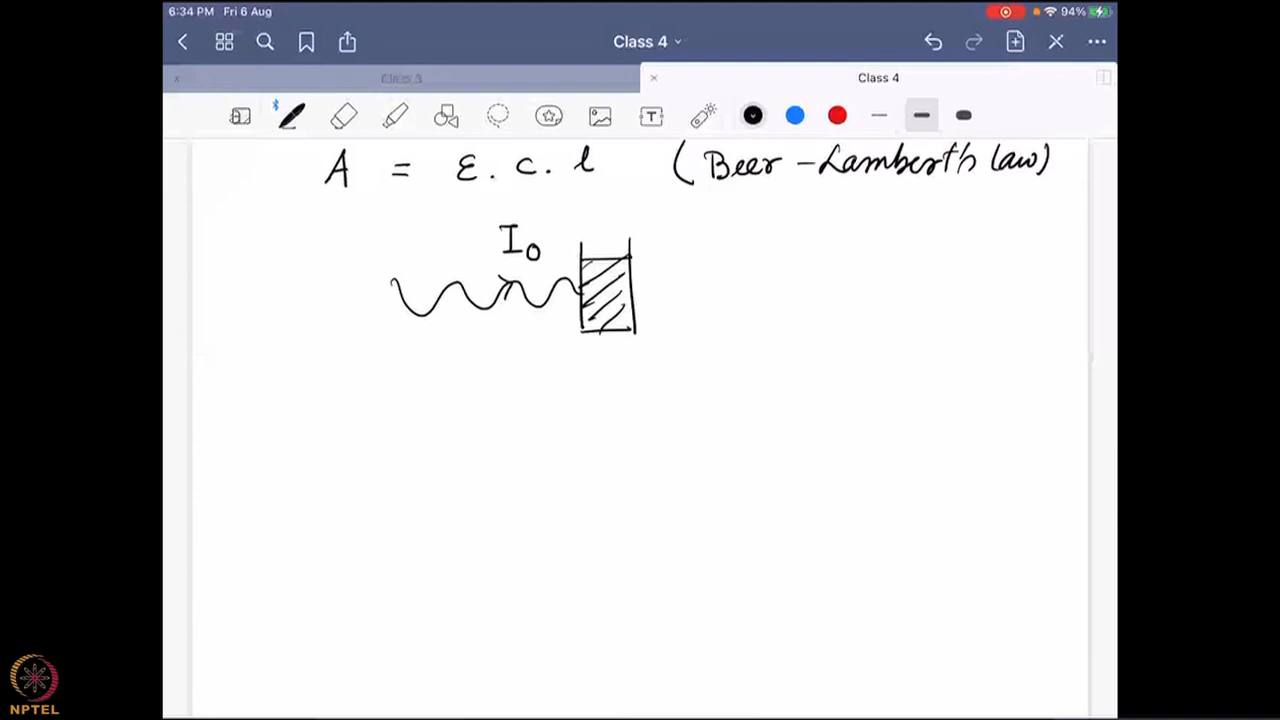 6:34 PM Fri 6 Aug 94%
Class 4
Class 3 Class 4
A = ε. c. l (Beer - Lamberth's law)
I₀
NPTEL